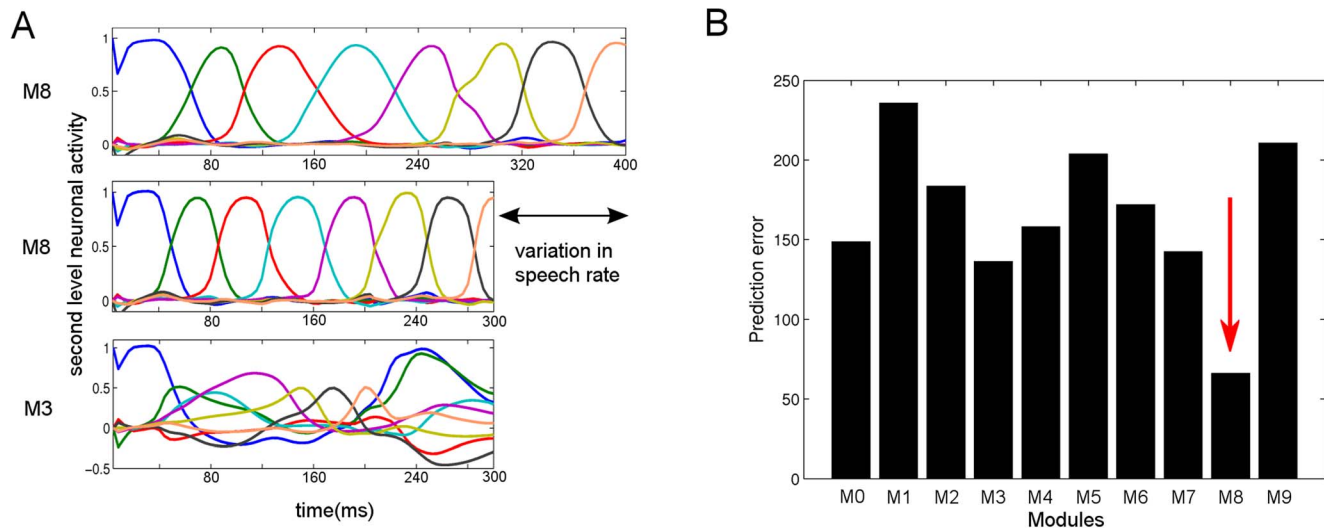 A
M8
1
0.5
0
80
160
240
320
400
M8
1
0.5
0
80
160
240
300
variation in
speech rate
M3
1
0.5
0
−0.5
80
160
240
300
second level neuronal activity
time(ms)
B
250
200
150
100
50
0
Prediction error
M0 M1 M2 M3 M4 M5 M6 M7 M8 M9
Modules